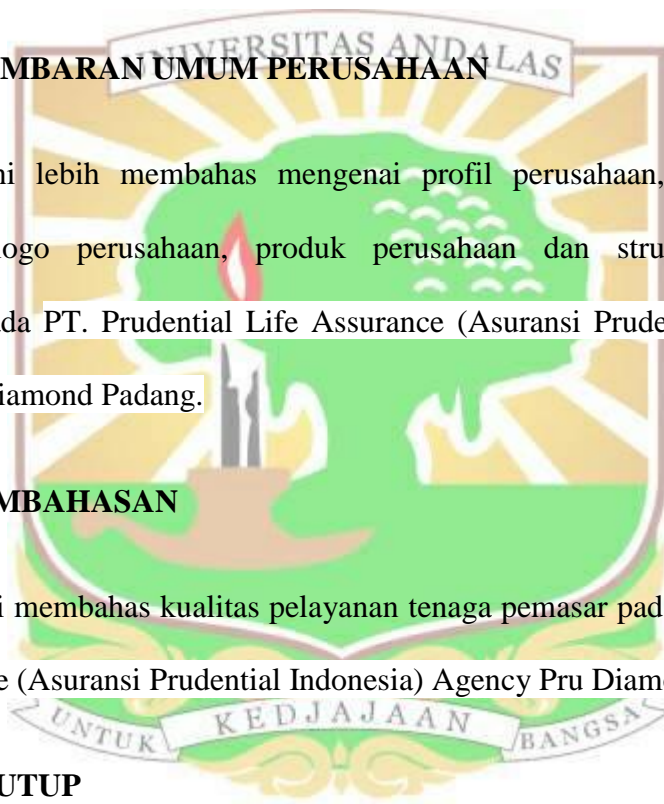 UNIVERSITAS ANDALAS
MBARAN UMUM PERUSAHAAN
ni lebih membahas mengenai profil perusahaan,
ogo perusahaan, produk perusahaan dan stru
da PT. Prudential Life Assurance (Asuransi Prude
iamond Padang.
MBAHASAN
i membahas kualitas pelayanan tenaga pemasar pad
e (Asuransi Prudential Indonesia) Agency Pru Diam
UNTUK KEDJAJAAN BANGSA
UTUP